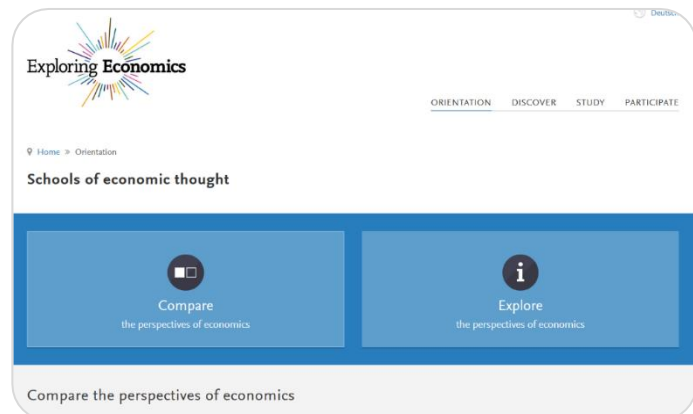 Exploring Economics
ORIENTATION DISCOVER STUDY PARTICIPATE
Home » Orientation
Schools of economic thought
Compare
the perspectives of economics
i
Explore
the perspectives of economics
Compare the perspectives of economics